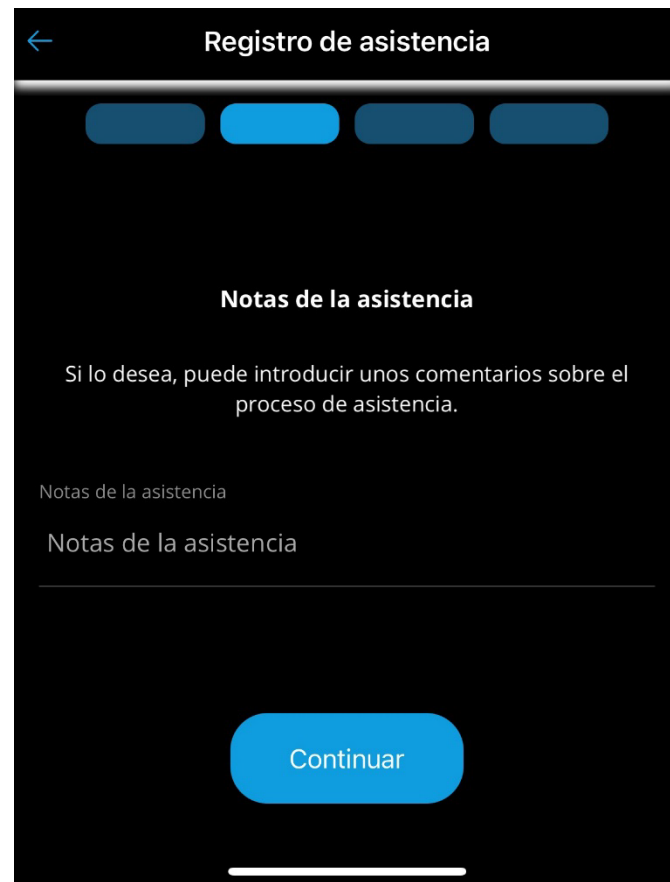 Registro de asistencia
Notas de la asistencia
Si lo desea, puede introducir unos comentarios sobre el
proceso de asistencia.
Notas de la asistencia
Notas de la asistencia
Continuar